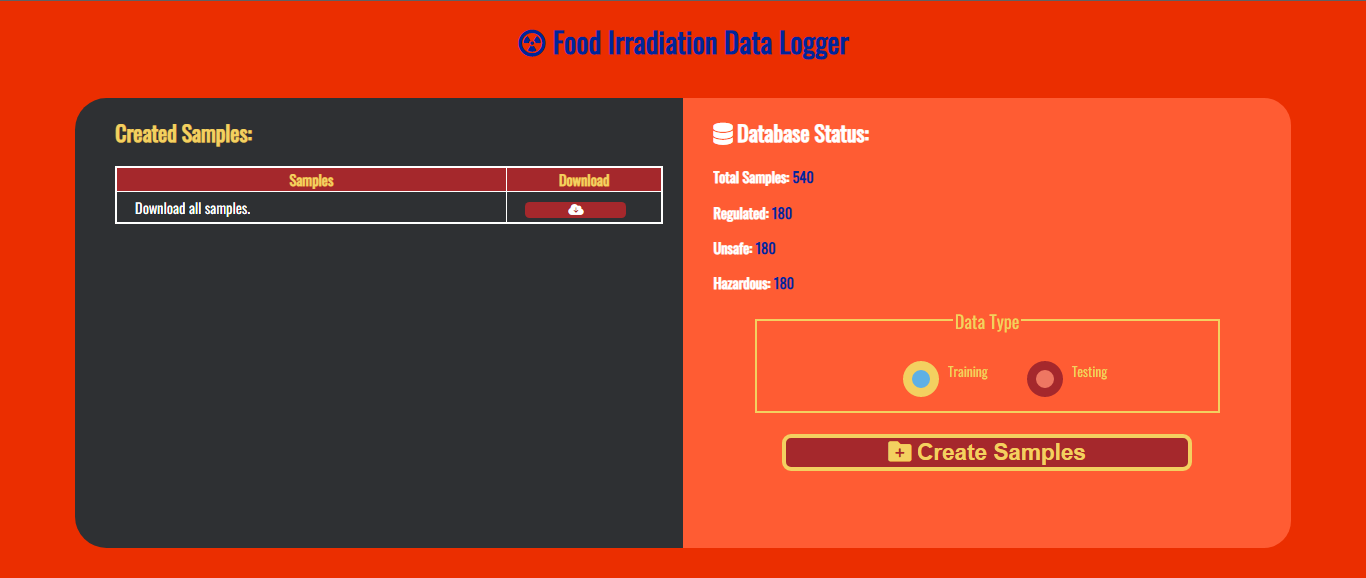 Food Irradiation Data Logger
Created Samples:
Samples Download
Download all samples.
Database Status:
Total Samples: 540
Regulated: 180
Unsafe: 180
Hazardous: 180
Data Type
Training Testing
Create Samples